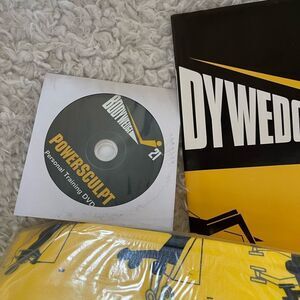 BODYWEDGE
21
POWERSCULPT
Personal Training DVD
DYWEDG